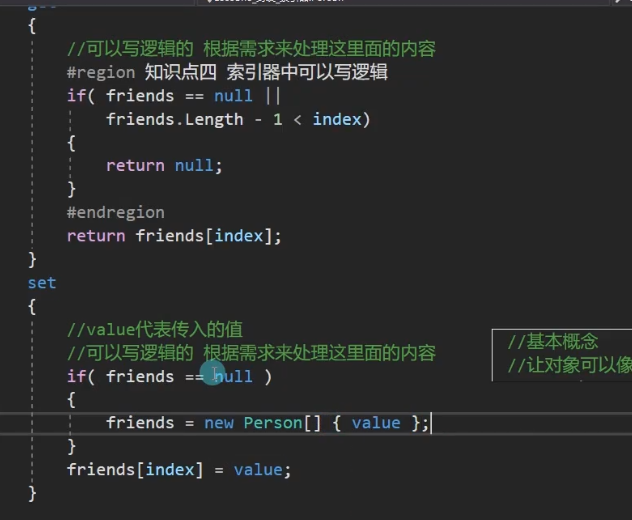 {
//可以写逻辑的 根据需求来处理这里面的内容
#region 知识点四 索引器中可以写逻辑
if( friends == null ||
friends.Length - 1 < index)
{
return null;
}
#endregion
return friends[index];
}
set
{
//value代表传入的值
//可以写逻辑的 根据需求来处理这里面的内容
if( friends == null )
{
friends = new Person[] { value };
}
friends[index] = value;
}
//基本概念
//让对象可以像